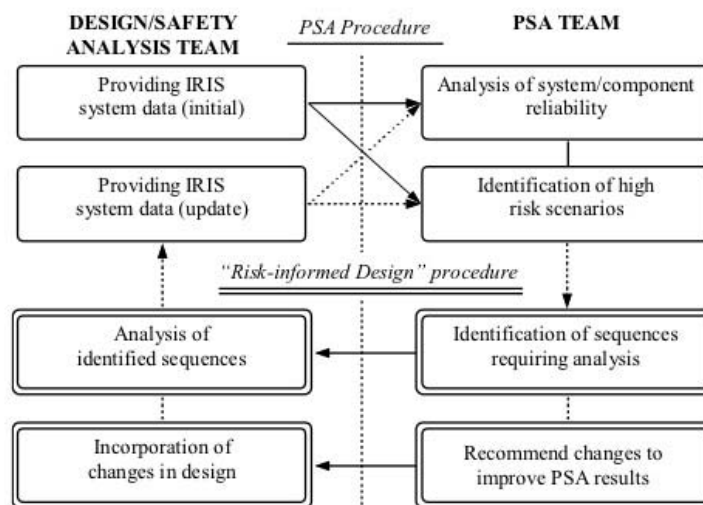 DESIGN/SAFETY
ANALYSIS TEAM
PSA Procedure
PSA TEAM
Providing IRIS
system data (initial)
Analysis of system/component
reliability
Providing IRIS
system data (update)
Identification of high
risk scenarios
“Risk-informed Design” procedure
Analysis of
identified sequences
Identification of sequences
requiring analysis
Incorporation of
changes in design
Recommend changes to
improve PSA results